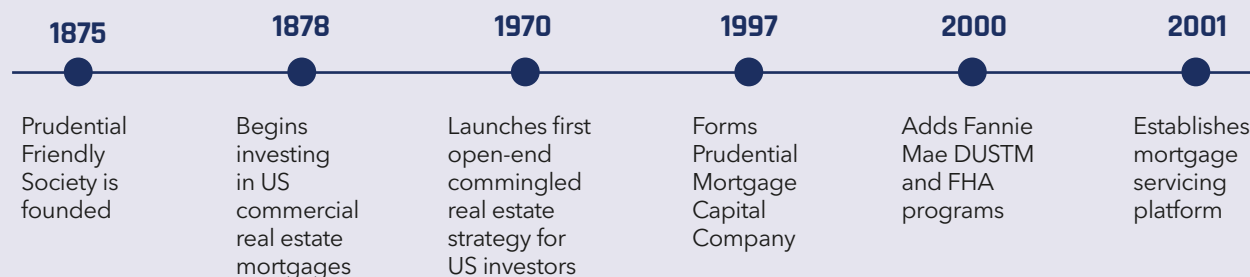 1875
Prudential
Friendly
Society is
founded
1878
Begins
investing
in US
commercial
real estate
mortgages
1970
Launches first
open-end
commingled
real estate
strategy for
US investors
1997
Forms
Prudential
Mortgage
Capital
Company
2000
Adds Fannie
Mae DUSTM
and FHA
programs
2001
Establishes
mortgage
servicing
platform